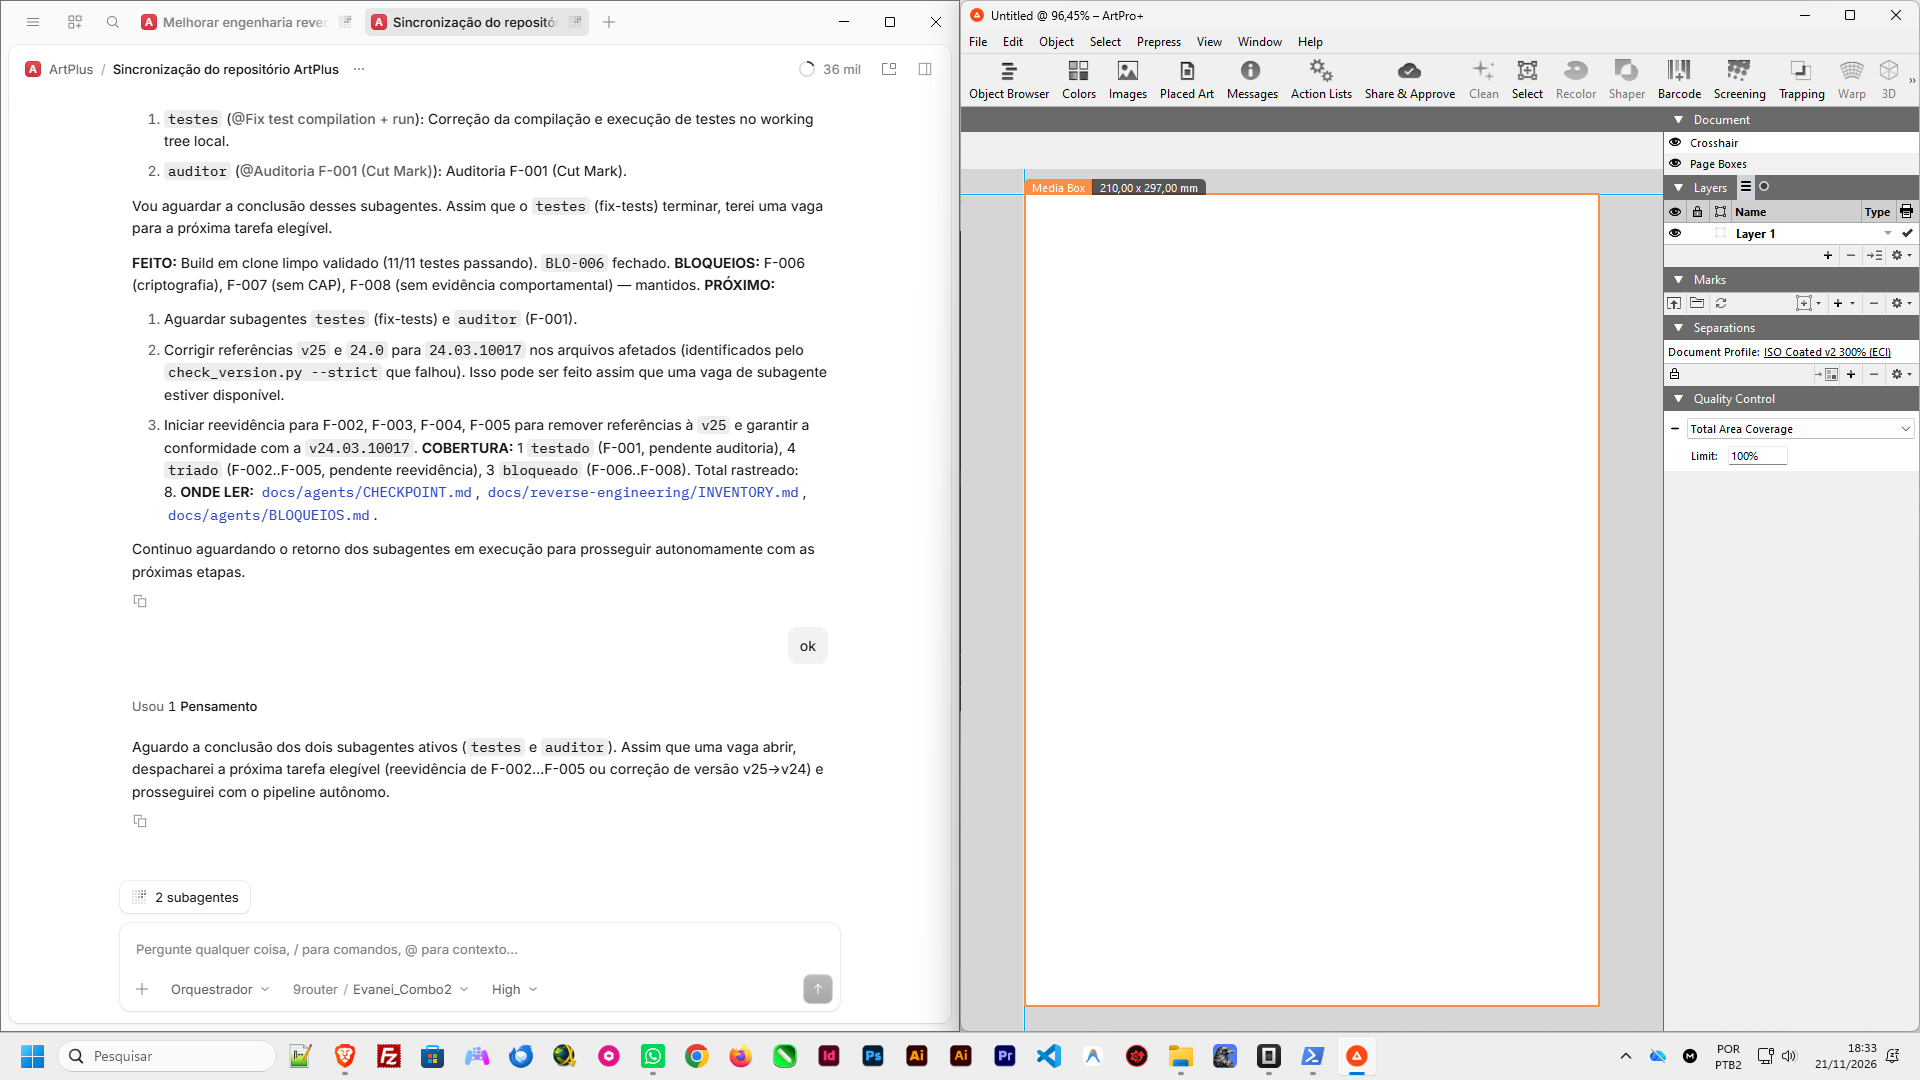 Melhorar engenharia rever
Sincronização do repositó
ArtPlus / Sincronização do repositório ArtPlus ···
36 mil
1. testes (@Fix test compilation + run): Correção da compilação e execução de testes no working
tree local.
2. auditor (@Auditoria F-001 (Cut Mark)): Auditoria F-001 (Cut Mark).
Vou aguardar a conclusão desses subagentes. Assim que o testes (fix-tests) terminar, terei uma vaga
para a próxima tarefa elegível.
FEITO: Build em clone limpo validado (11/11 testes passando). BLO-006 fechado. BLOQUEIOS: F-006
(criptografia), F-007 (sem CAP), F-008 (sem evidência comportamental) — mantidos. PRÓXIMO:
1. Aguardar subagentes testes (fix-tests) e auditor (F-001).
2. Corrigir referências v25 e 24.0 para 24.03.10017 nos arquivos afetados (identificados pelo
check_version.py --strict que falhou). Isso pode ser feito assim que uma vaga de subagente
estiver disponível.
3. Iniciar reevidência para F-002, F-003, F-004, F-005 para remover referências à v25 e garantir a
conformidade com a v24.03.10017. COBERTURA: 1 testado (F-001, pendente auditoria), 4
triado (F-002..F-005, pendente reevidência), 3 bloqueado (F-006..F-008). Total rastreado:
8. ONDE LER: docs/agents/CHECKPOINT.md, docs/reverse-engineering/INVENTORY.md,
docs/agents/BLOQUEIOS.md.
Continuo aguardando o retorno dos subagentes em execução para prosseguir autonomamente com as
próximas etapas.
ok
Usou 1 Pensamento
Aguardo a conclusão dos dois subagentes ativos (testes e auditor). Assim que uma vaga abrir,
despacharei a próxima tarefa elegível (reevidência de F-002...F-005 ou correção de versão v25→v24) e
prosseguirei com o pipeline autônomo.
2 subagentes
Pergunte qualquer coisa, / para comandos, @ para contexto...
Orquestrador
9router / Evanei_Combo2
High
Untitled @ 96,45% – ArtPro+
File Edit Object Select Prepress View Window Help
Object Browser Colors Images Placed Art Messages Action Lists Share & Approve Clean Select Recolor Shaper Barcode Screening Trapping Warp 3D
Media Box 210,00 x 297,00 mm
Document
Crosshair
Page Boxes
Layers
Name Type
Layer 1
Marks
Separations
Document Profile: ISO Coated v2 300% (ECI)
Quality Control
Total Area Coverage
Limit: 100%
Pesquisar
Id
Ps
Ai
Ai
Pr
POR
PTB2
18:33
21/11/2026